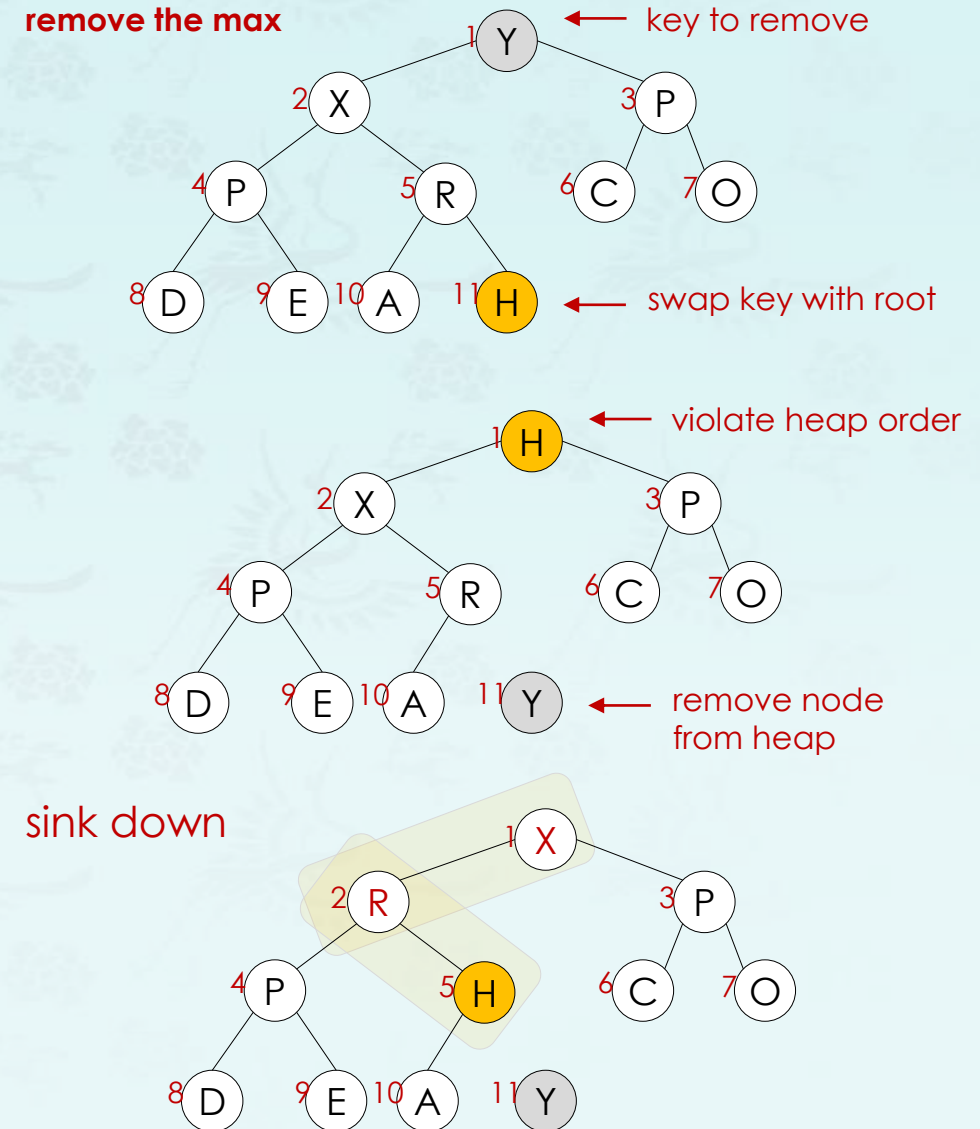 remove the max
1 Y key to remove
2 X 3 P
4 P 5 R 6 C 7 O
8 D 9 E 10 A 11 H swap key with root
1 H violate heap order
2 X 3 P
4 P 5 R 6 C 7 O
8 D 9 E 10 A 11 Y remove node
from heap
sink down
1 X
2 R 3 P
4 P 5 H 6 C 7 O
8 D 9 E 10 A 11 Y